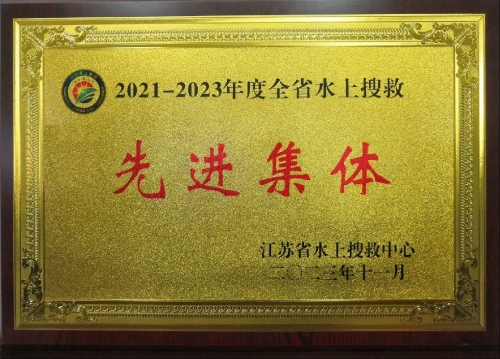 2021-2023年度全省水上搜救
先进集体
江苏省水上搜救中心
二〇二三年十一月